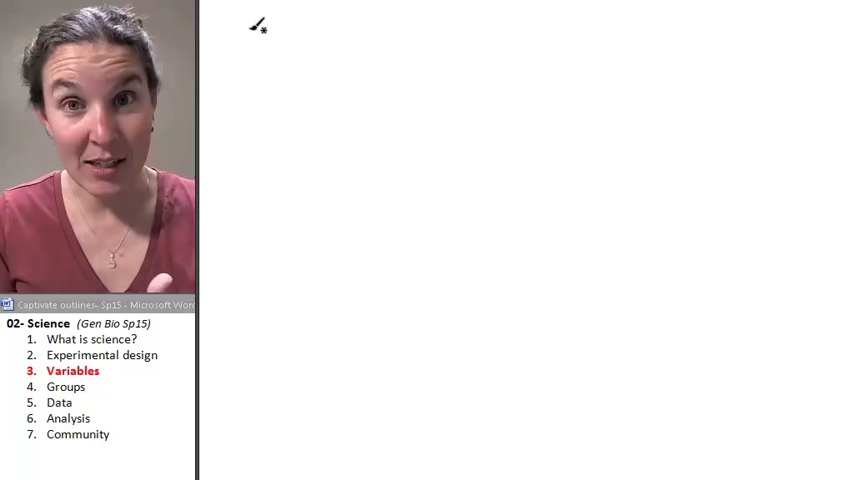 Captivate outlines- Sp15 - Microsoft Word
02- Science (Gen Bio Sp15)
1. What is science?
2. Experimental design
3. Variables
4. Groups
5. Data
6. Analysis
7. Community